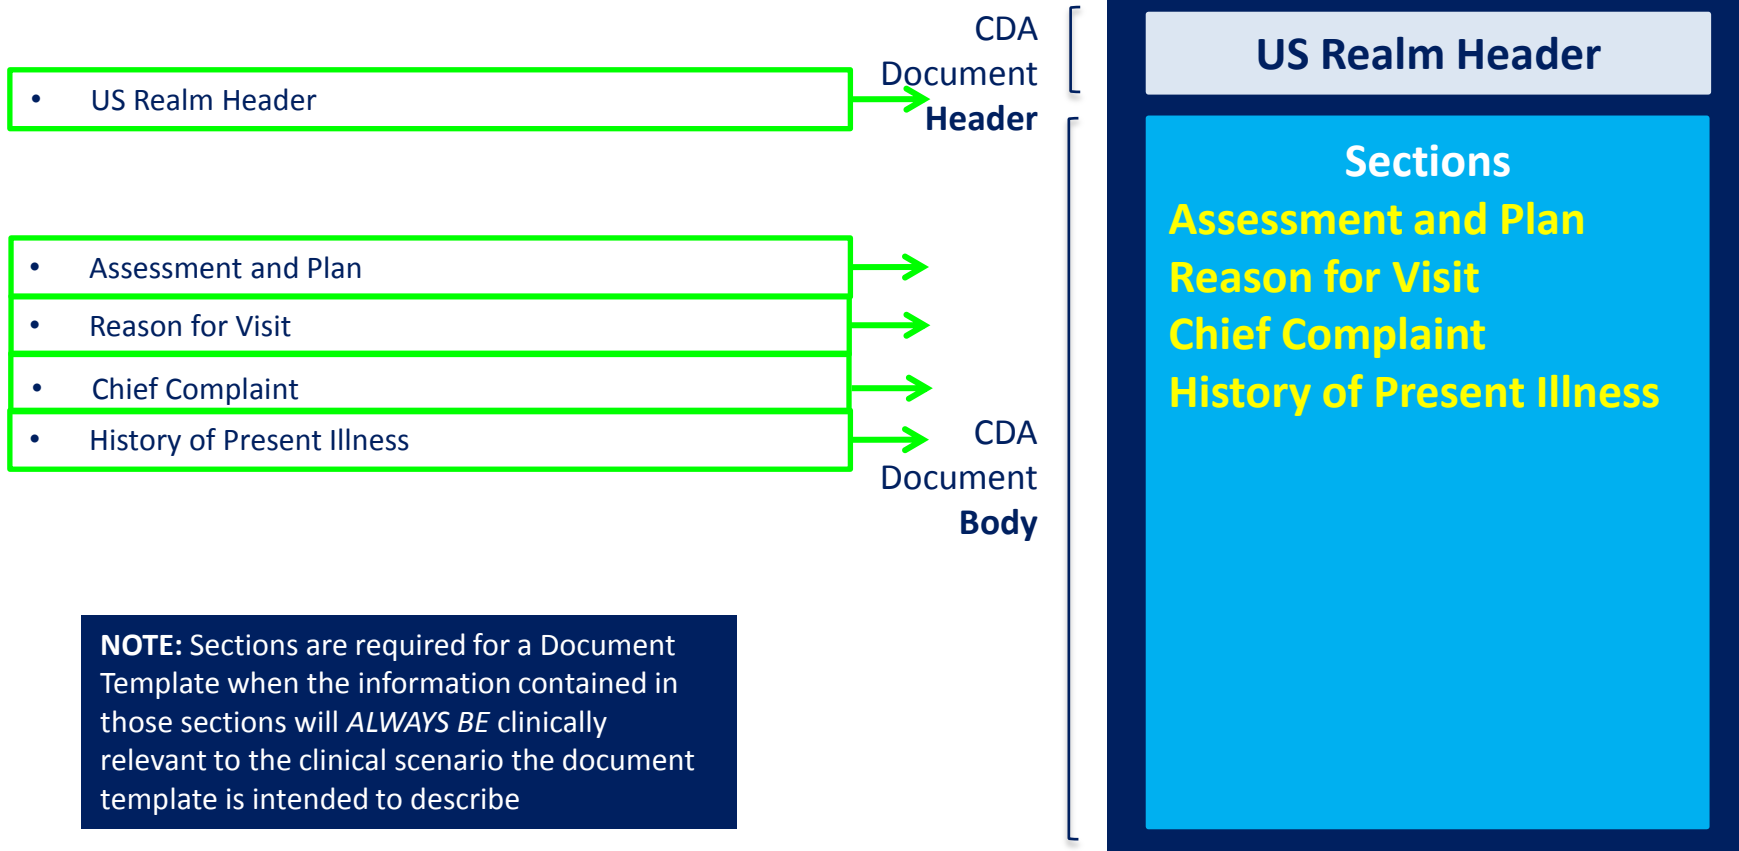 • US Realm Header
• Assessment and Plan
• Reason for Visit
• Chief Complaint
• History of Present Illness
NOTE: Sections are required for a Document
Template when the information contained in
those sections will ALWAYS BE clinically
relevant to the clinical scenario the document
template is intended to describe
CDA
Document
Header
CDA
Document
Body
US Realm Header
Sections
Assessment and Plan
Reason for Visit
Chief Complaint
History of Present Illness